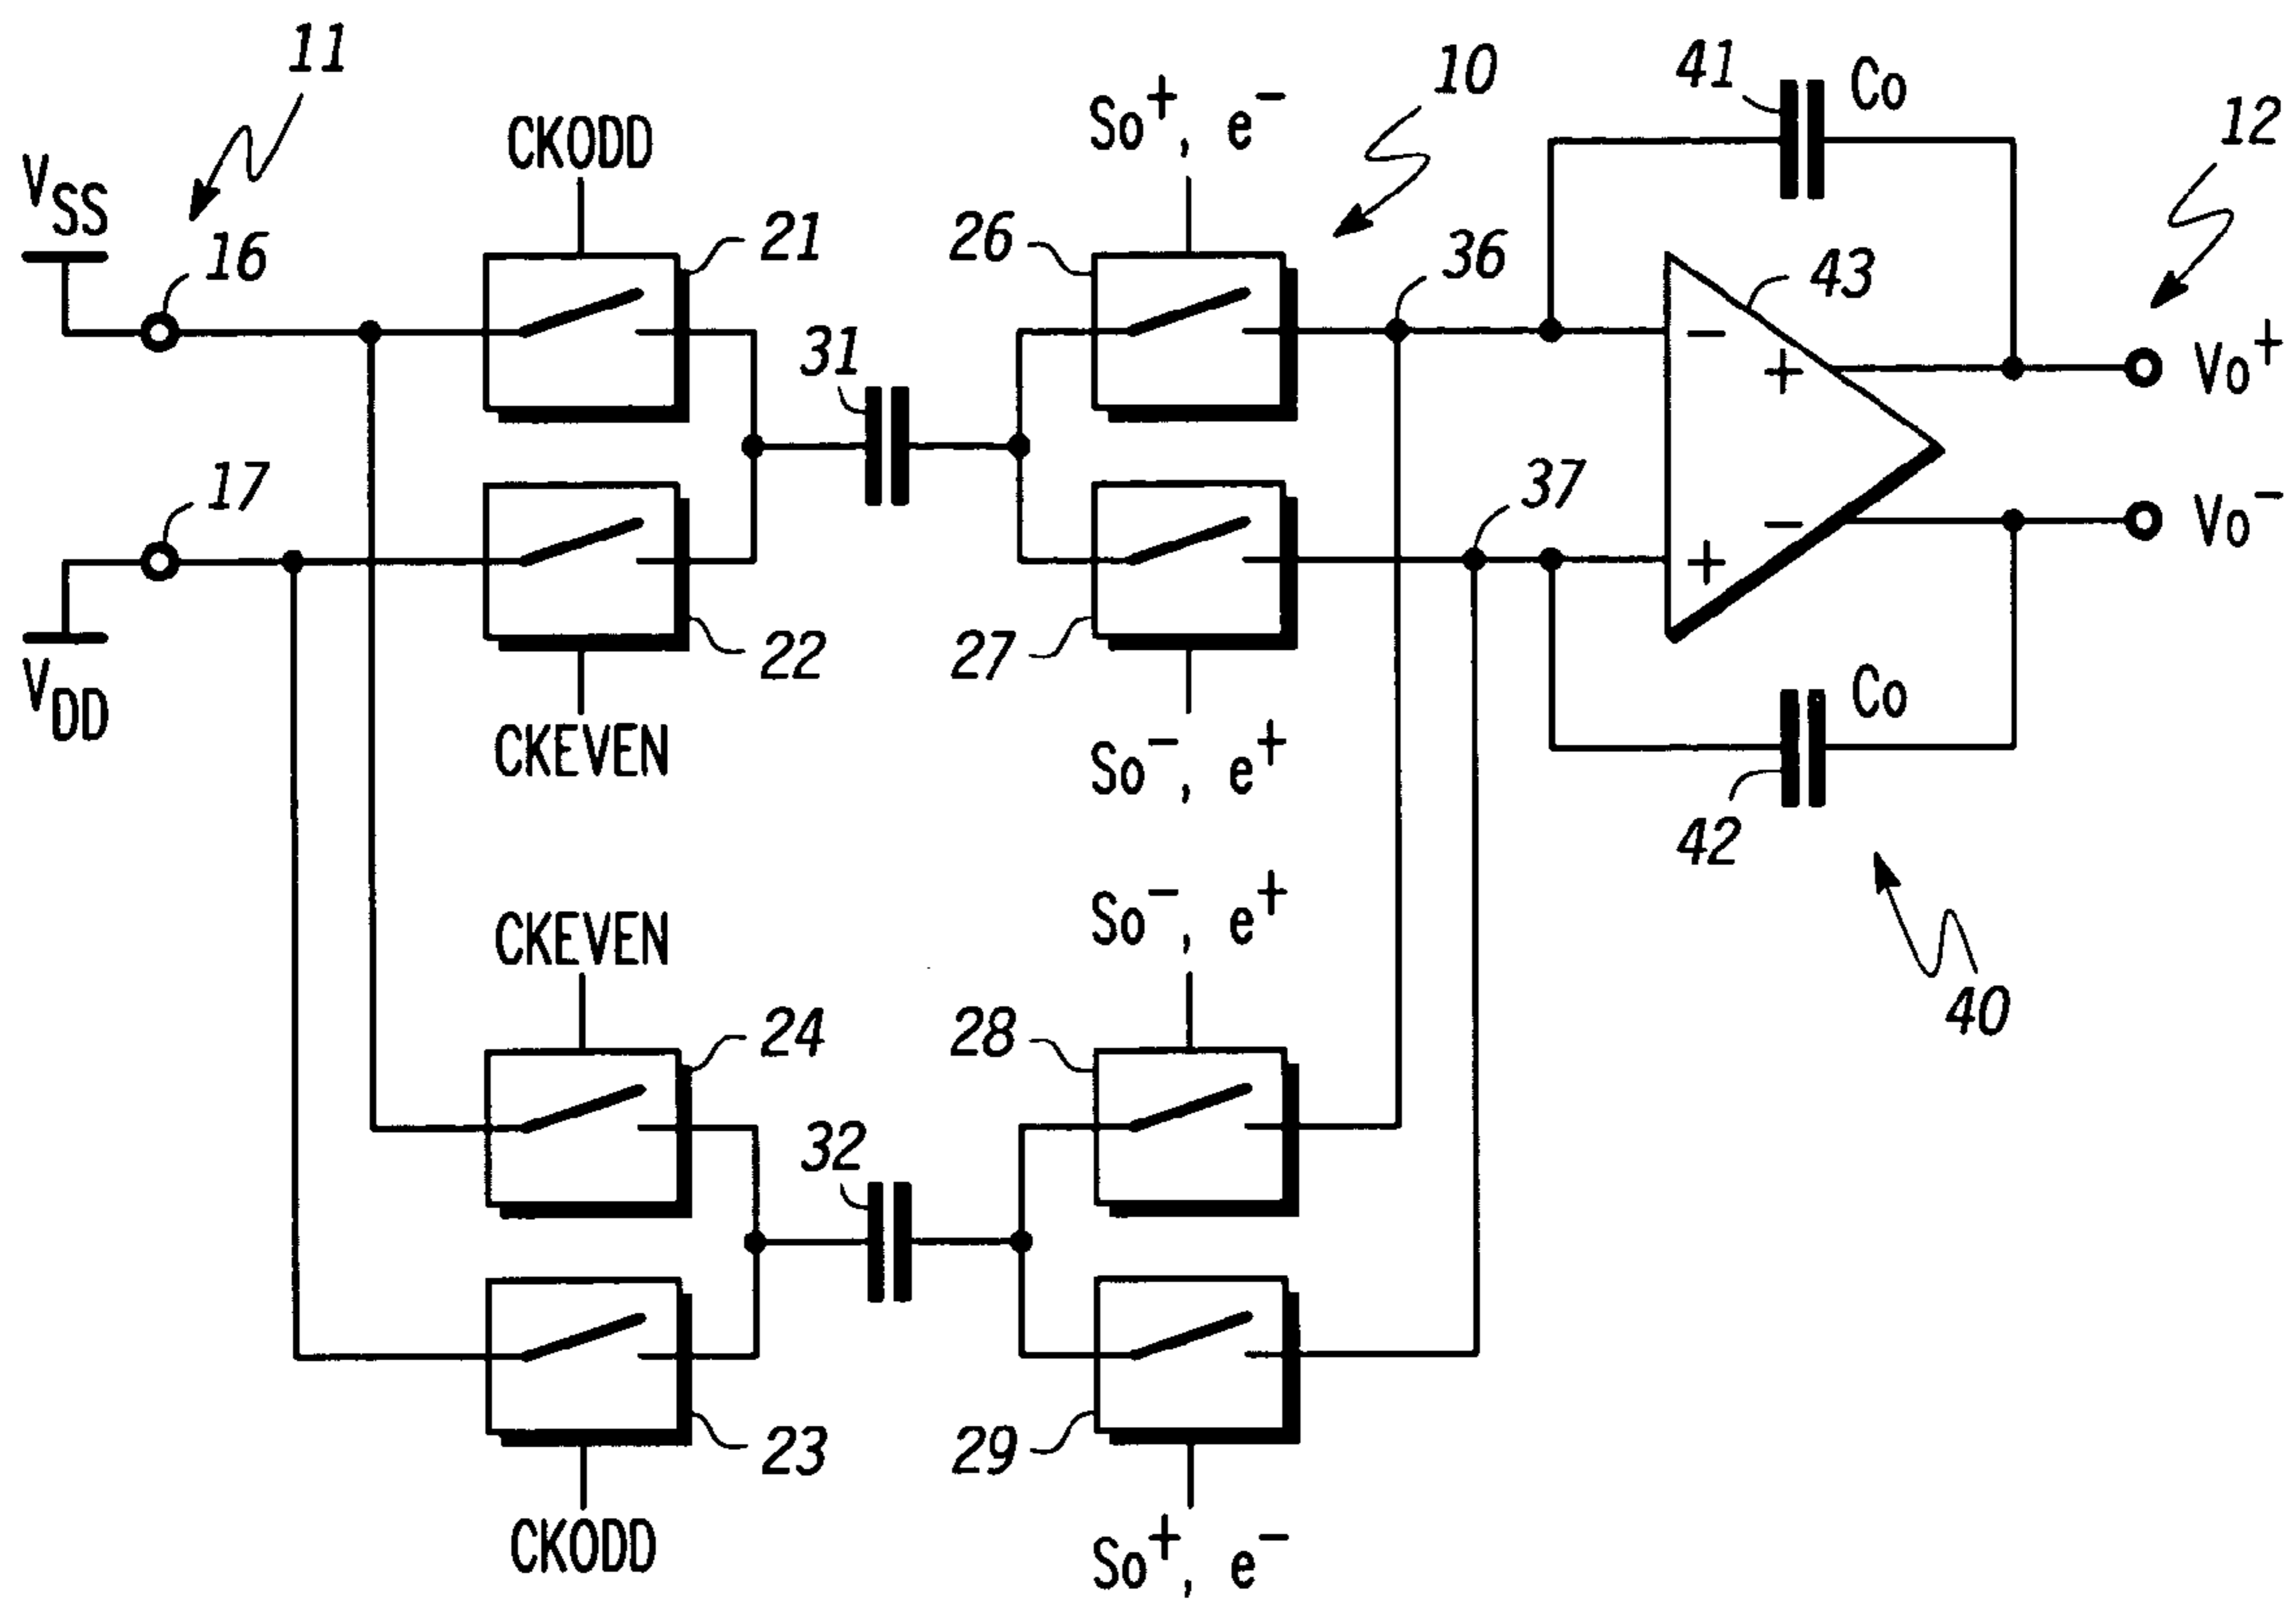 11
10
41
Co
12
CKODD
So+, e-
VSS
16
21
26
36
43
-
+
Vo+
31
17
37
-
+
Vo-
22
27
VDD
CKEVEN
So-, e+
Co
42
40
CKEVEN
So-, e+
24
28
32
23
29
CKODD
So+, e-